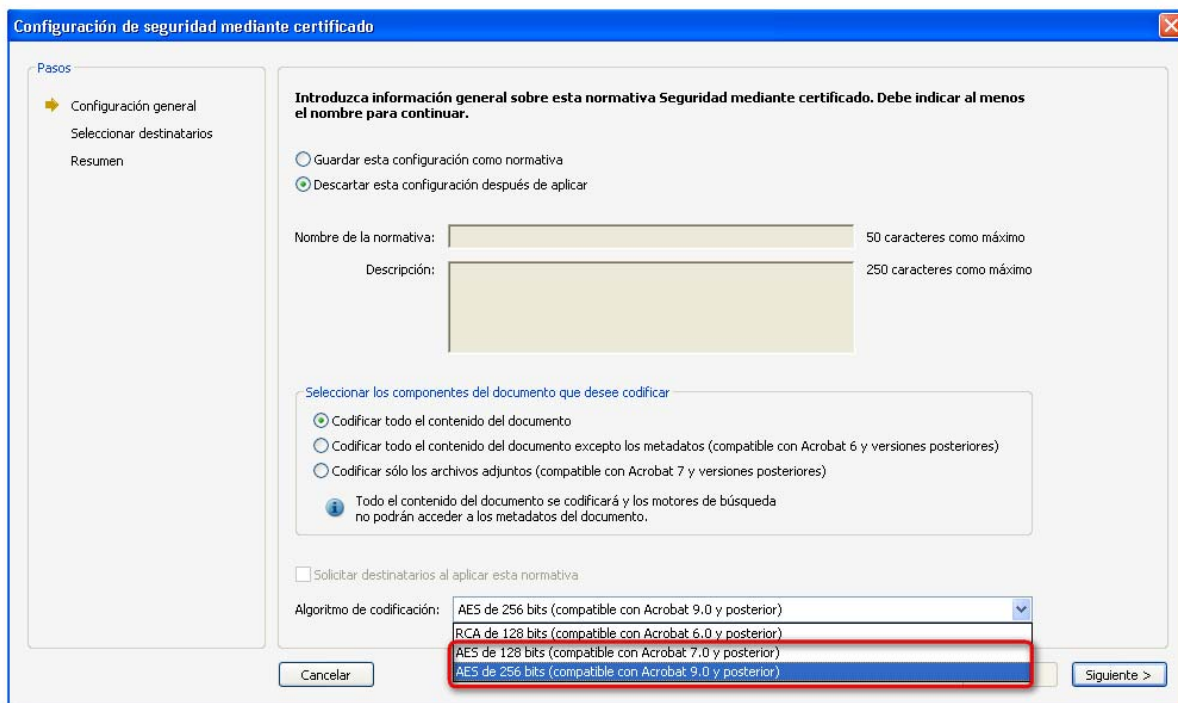 Configuración de seguridad mediante certificado
Pasos
Configuración general
Seleccionar destinatarios
Resumen
Introduzca información general sobre esta normativa Seguridad mediante certificado. Debe indicar al menos
el nombre para continuar.
Guardar esta configuración como normativa
Descartar esta configuración después de aplicar
Nombre de la normativa:
50 caracteres como máximo
Descripción:
250 caracteres como máximo
Seleccionar los componentes del documento que desee codificar
Codificar todo el contenido del documento
Codificar todo el contenido del documento excepto los metadatos (compatible con Acrobat 6 y versiones posteriores)
Codificar sólo los archivos adjuntos (compatible con Acrobat 7 y versiones posteriores)
Todo el contenido del documento se codificará y los motores de búsqueda
no podrán acceder a los metadatos del documento.
Solicitar destinatarios al aplicar esta normativa
Algoritmo de codificación:
AES de 256 bits (compatible con Acrobat 9.0 y posterior)
RCA de 128 bits (compatible con Acrobat 6.0 y posterior)
AES de 128 bits (compatible con Acrobat 7.0 y posterior)
AES de 256 bits (compatible con Acrobat 9.0 y posterior)
Cancelar
Siguiente >